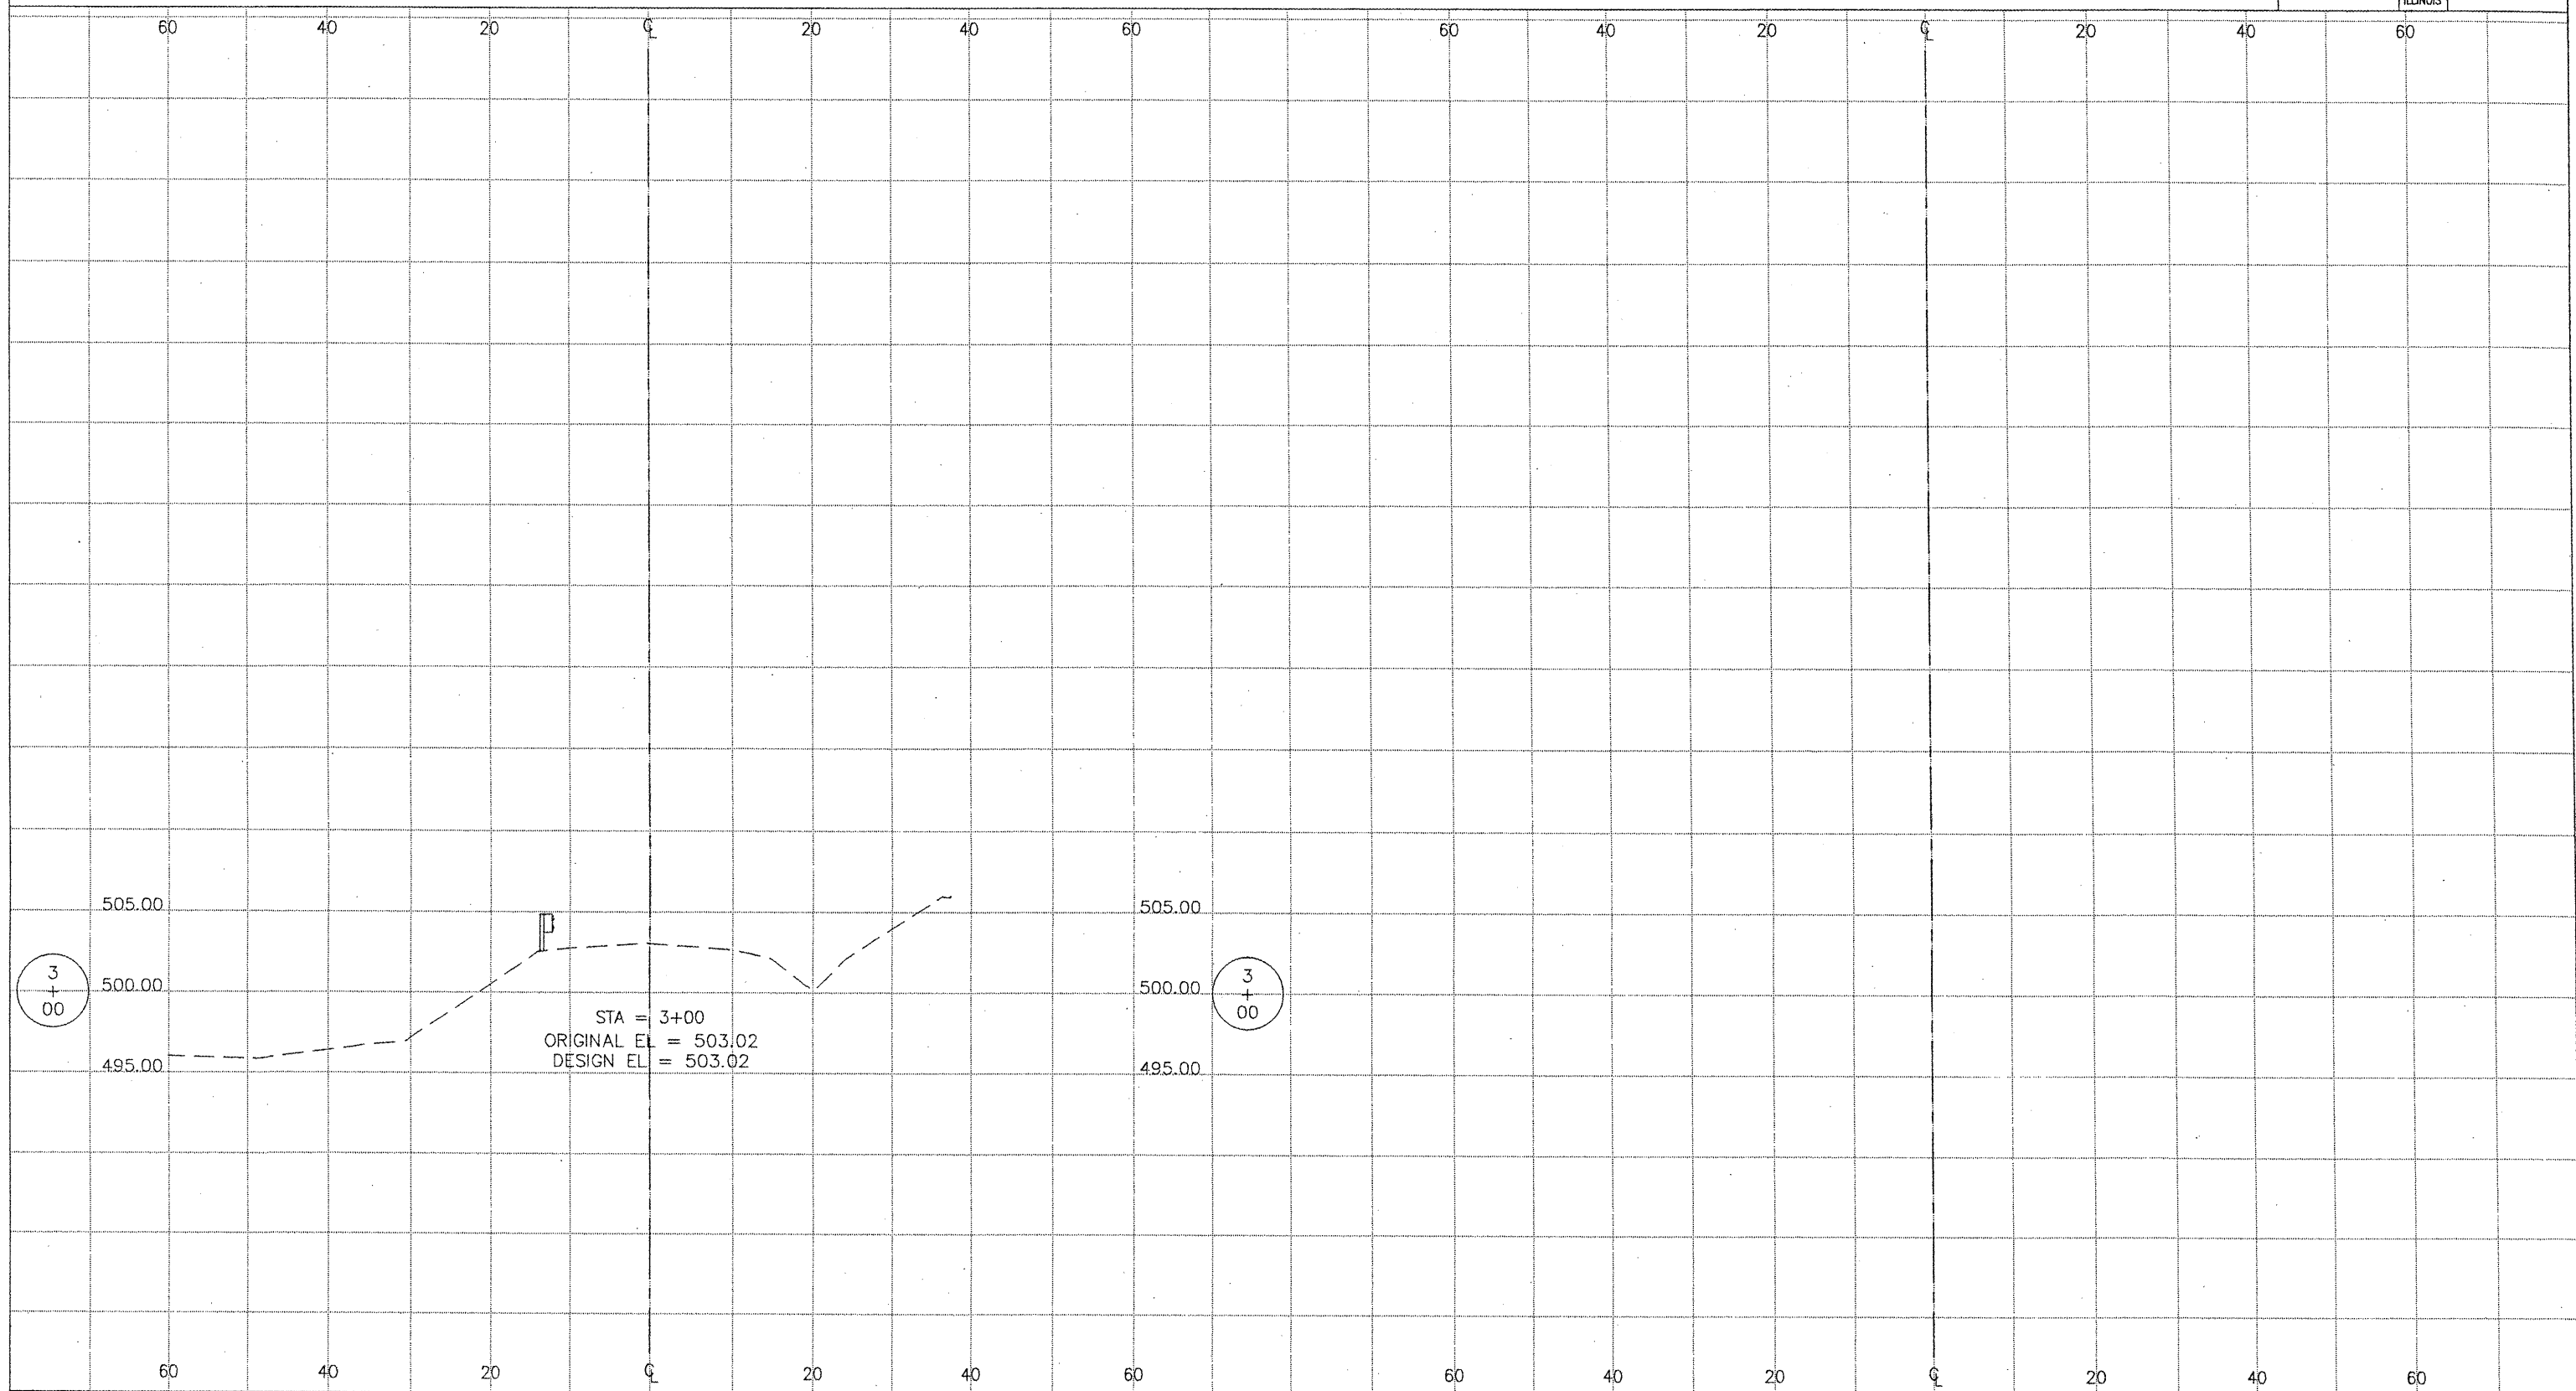 ILLINOIS
60 40 20 ℄ 20 40 60 60 40 20 ℄ 20 40 60
505.00 505.00
3
+
00
500.00 500.00
3
+
00
STA = 3+00
ORIGINAL EL = 503.02
DESIGN EL = 503.02
495.00 495.00
60 40 20 ℄ 20 40 60 60 40 20 ℄ 20 40 60